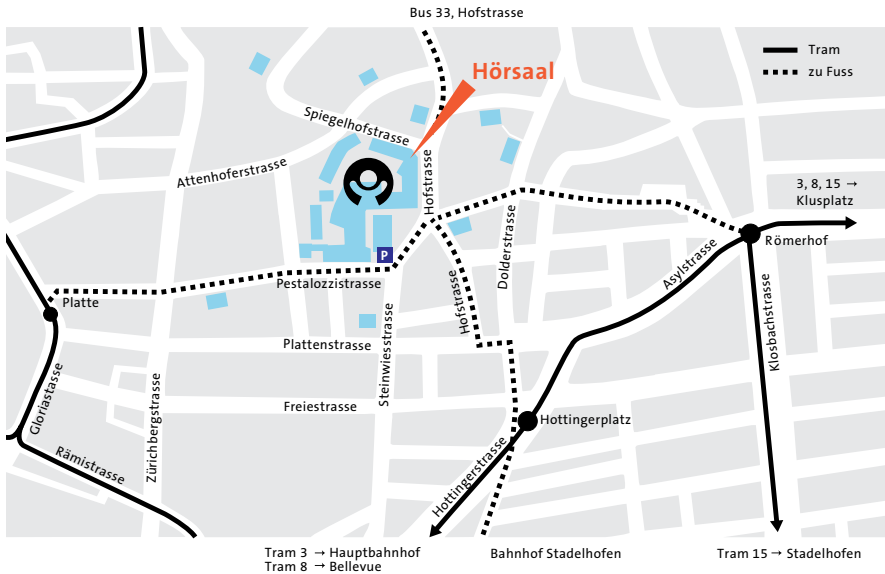 Bus 33, Hofstrasse
Tram
zu Fuss
Hörsaal
Spiegelhofstrasse
Attenhoferstrasse
Hofstrasse
3, 8, 15 →
Klusplatz
Römerhof
Dolderstrasse
Asylstrasse
P
Pestalozzistrasse
Platte
Hofstrasse
Klosbachstrasse
Plattenstrasse
Steinwiesstrasse
Gloriastasse
Zürichbergstrasse
Freiestrasse
Hottingerplatz
Rämistrasse
Hottingerstrasse
Tram 3 → Hauptbahnhof
Tram 8 → Bellevue
Bahnhof Stadelhofen
Tram 15 → Stadelhofen